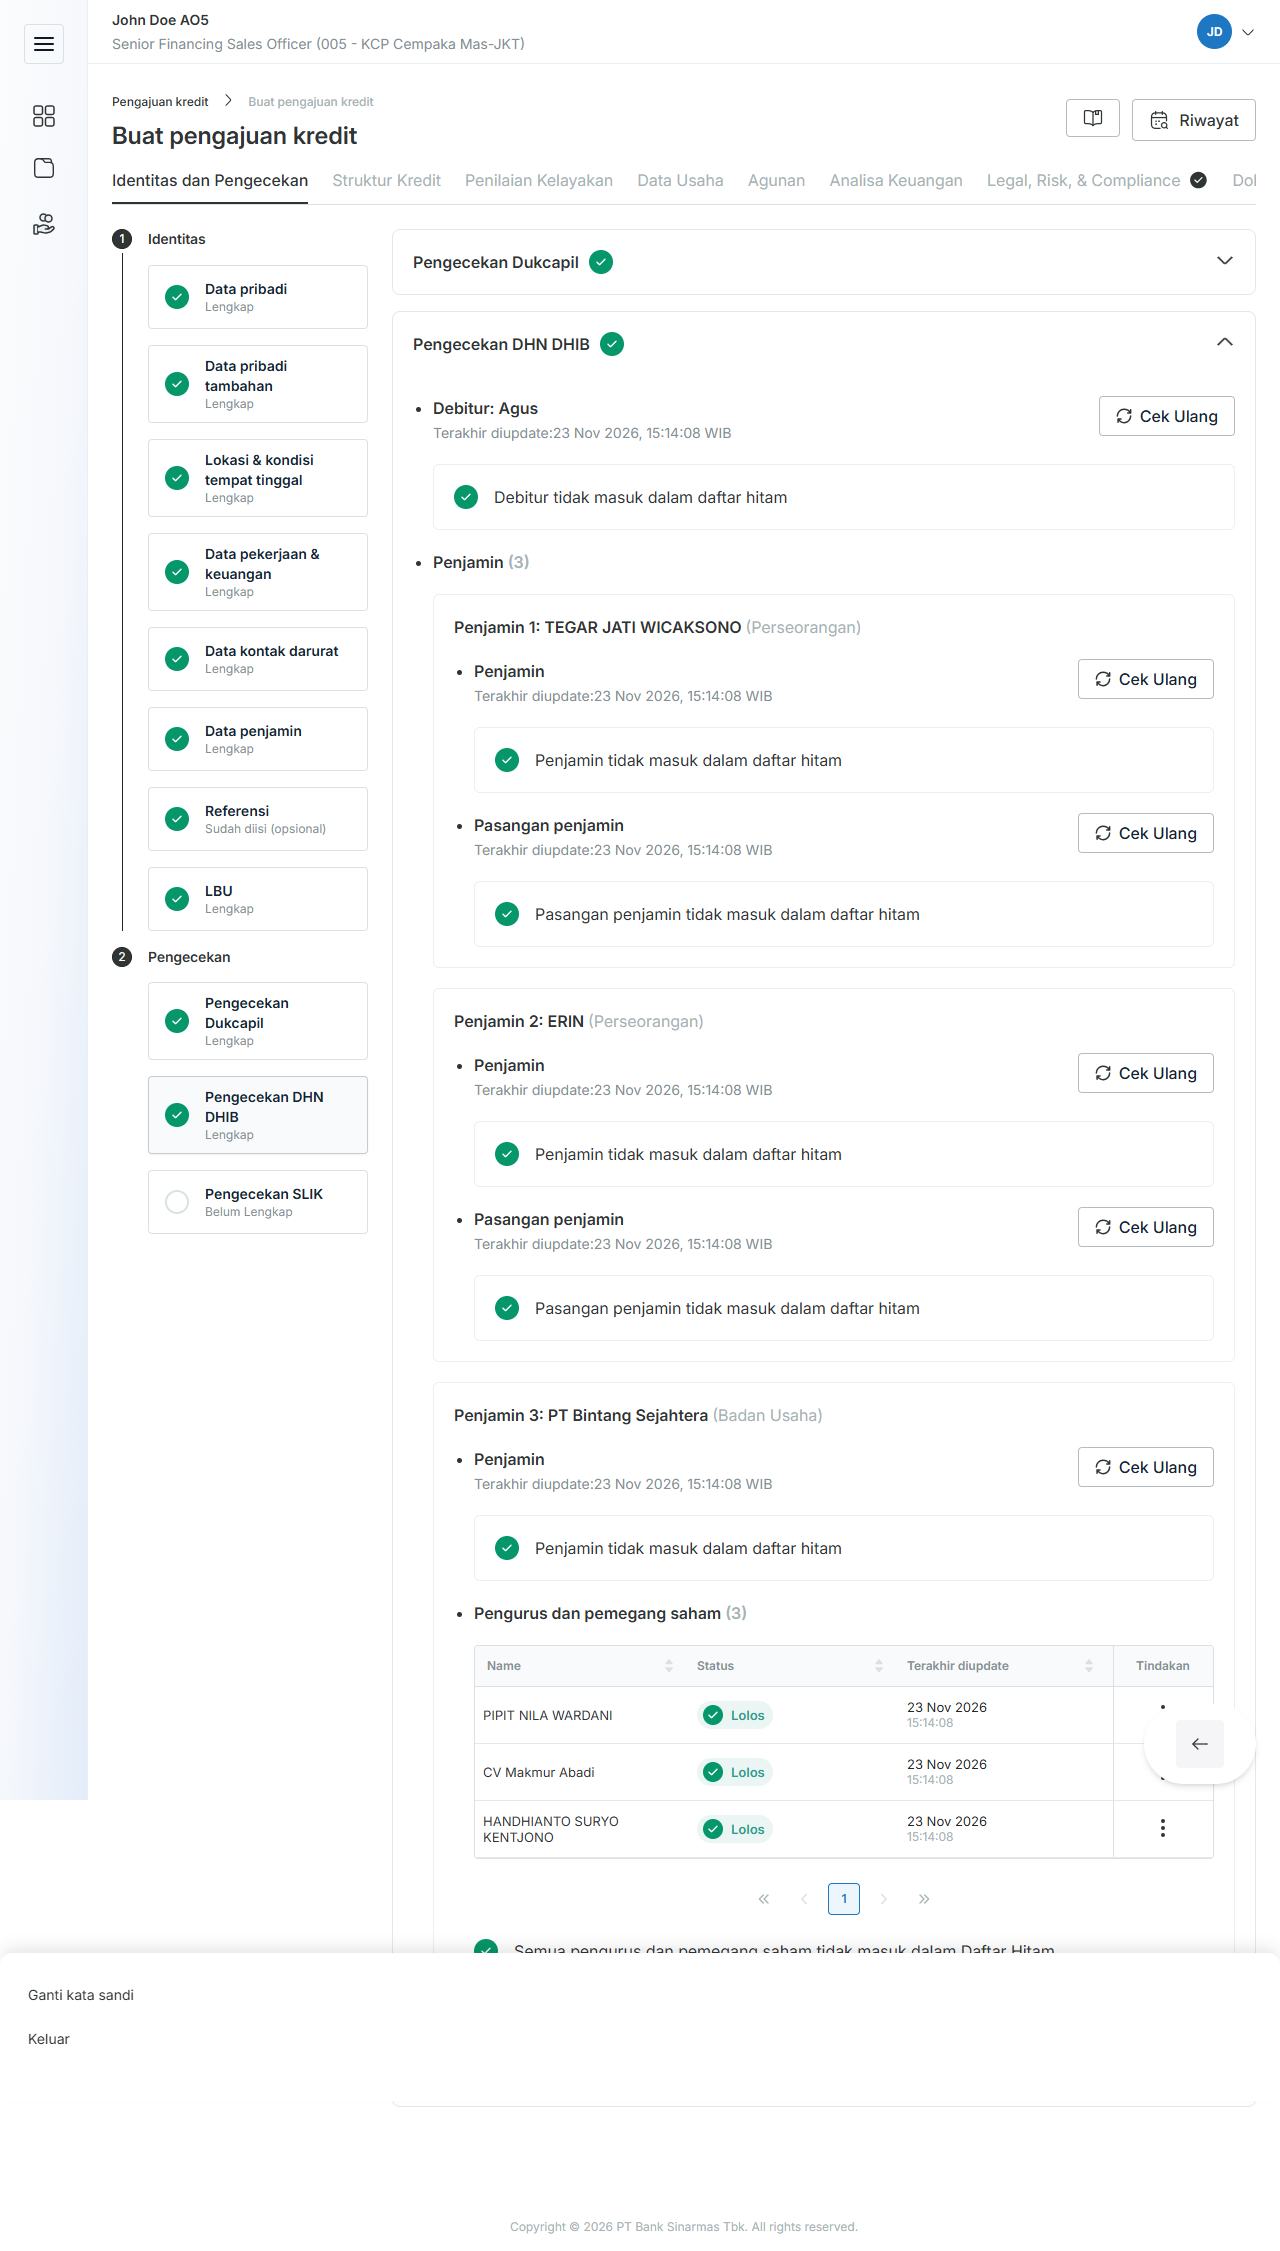 John Doe AO5
Senior Financing Sales Officer (005 - KCP Cempaka Mas-JKT)
JD
Pengajuan kredit
Buat pengajuan kredit
Buat pengajuan kredit
Riwayat
Identitas dan Pengecekan
Struktur Kredit
Penilaian Kelayakan
Data Usaha
Agunan
Analisa Keuangan
Legal, Risk, & Compliance
Dol
1
Identitas
Data pribadi
Lengkap
Data pribadi
tambahan
Lengkap
Lokasi & kondisi
tempat tinggal
Lengkap
Data pekerjaan &
keuangan
Lengkap
Data kontak darurat
Lengkap
Data penjamin
Lengkap
Referensi
Sudah diisi (opsional)
LBU
Lengkap
2
Pengecekan
Pengecekan
Dukcapil
Lengkap
Pengecekan DHN
DHIB
Lengkap
Pengecekan SLIK
Belum Lengkap
Pengecekan Dukcapil
Pengecekan DHN DHIB
Debitur: Agus
Terakhir diupdate:23 Nov 2026, 15:14:08 WIB
Cek Ulang
Debitur tidak masuk dalam daftar hitam
Penjamin (3)
Penjamin 1: TEGAR JATI WICAKSONO (Perseorangan)
Penjamin
Terakhir diupdate:23 Nov 2026, 15:14:08 WIB
Cek Ulang
Penjamin tidak masuk dalam daftar hitam
Pasangan penjamin
Terakhir diupdate:23 Nov 2026, 15:14:08 WIB
Cek Ulang
Pasangan penjamin tidak masuk dalam daftar hitam
Penjamin 2: ERIN (Perseorangan)
Penjamin
Terakhir diupdate:23 Nov 2026, 15:14:08 WIB
Cek Ulang
Penjamin tidak masuk dalam daftar hitam
Pasangan penjamin
Terakhir diupdate:23 Nov 2026, 15:14:08 WIB
Cek Ulang
Pasangan penjamin tidak masuk dalam daftar hitam
Penjamin 3: PT Bintang Sejahtera (Badan Usaha)
Penjamin
Terakhir diupdate:23 Nov 2026, 15:14:08 WIB
Cek Ulang
Penjamin tidak masuk dalam daftar hitam
Pengurus dan pemegang saham (3)
Name
Status
Terakhir diupdate
Tindakan
PIPIT NILA WARDANI
Lolos
23 Nov 2026
15:14:08
CV Makmur Abadi
Lolos
23 Nov 2026
15:14:08
HANDHIANTO SURYO
KENTJONO
Lolos
23 Nov 2026
15:14:08
1
Semua pengurus dan pemegang saham tidak masuk dalam Daftar Hitam
Ganti kata sandi
Keluar
Copyright © 2026 PT Bank Sinarmas Tbk. All rights reserved.